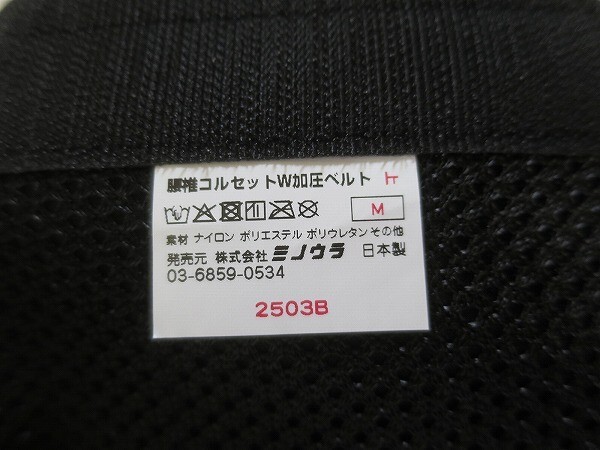 腰椎コルセットW加圧ベルト
M
素材 ナイロン ポリエステル ポリウレタン その他
発売元 株式会社ミノウラ 日本製
03-6859-0534
2503B